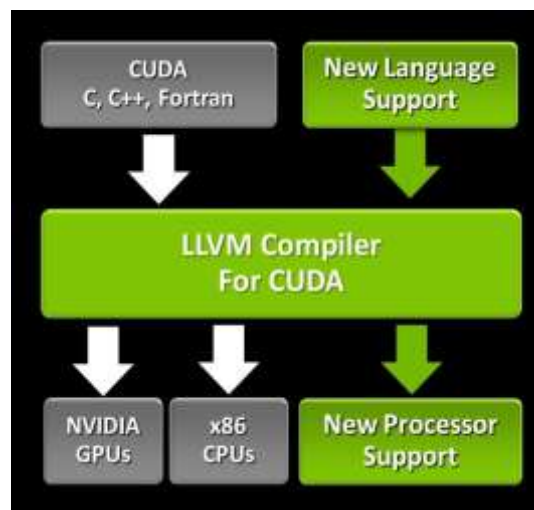 CUDA
C, C++, Fortran
New Language
Support
LLVM Compiler
For CUDA
NVIDIA
GPUs
x86
CPUs
New Processor
Support